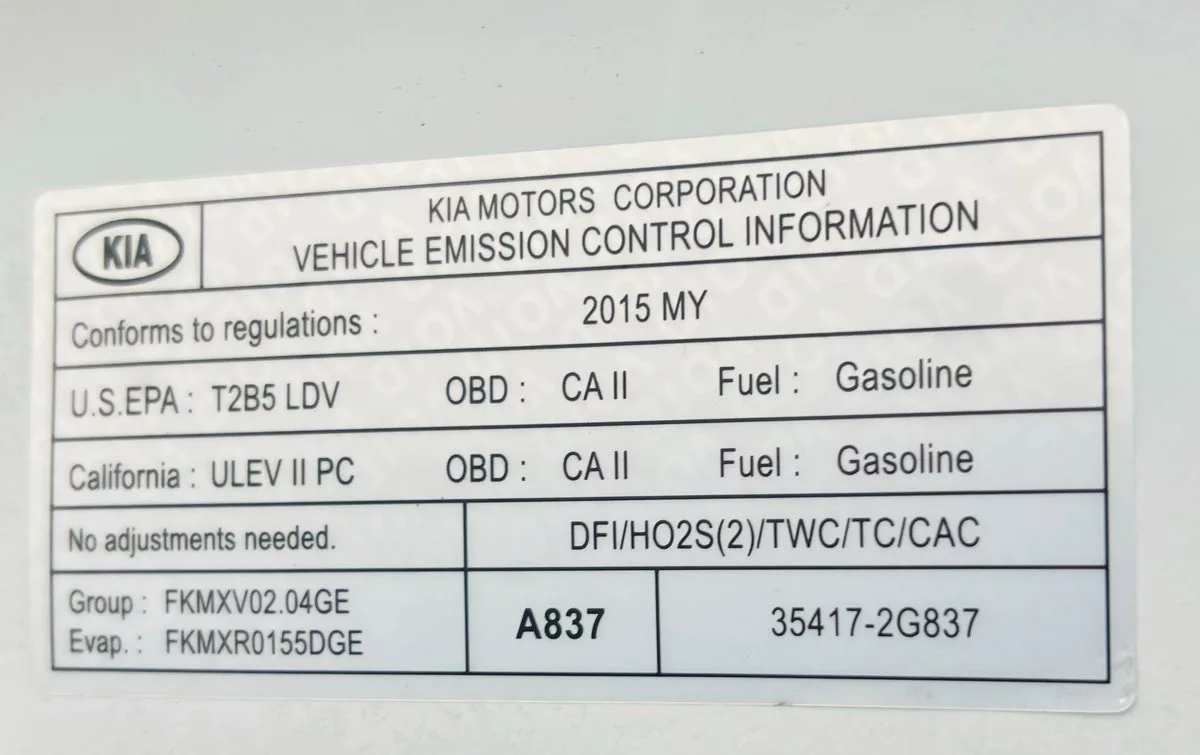 KIA MOTORS CORPORATION
KIA
VEHICLE EMISSION CONTROL INFORMATION
Conforms to regulations : 2015 MY
U.S.EPA : T2B5 LDV OBD : CA II Fuel : Gasoline
California : ULEV II PC OBD : CA II Fuel : Gasoline
No adjustments needed. DFI/HO2S(2)/TWC/TC/CAC
Group : FKMXV02.04GE
Evap. : FKMXR0155DGE
A837
35417-2G837